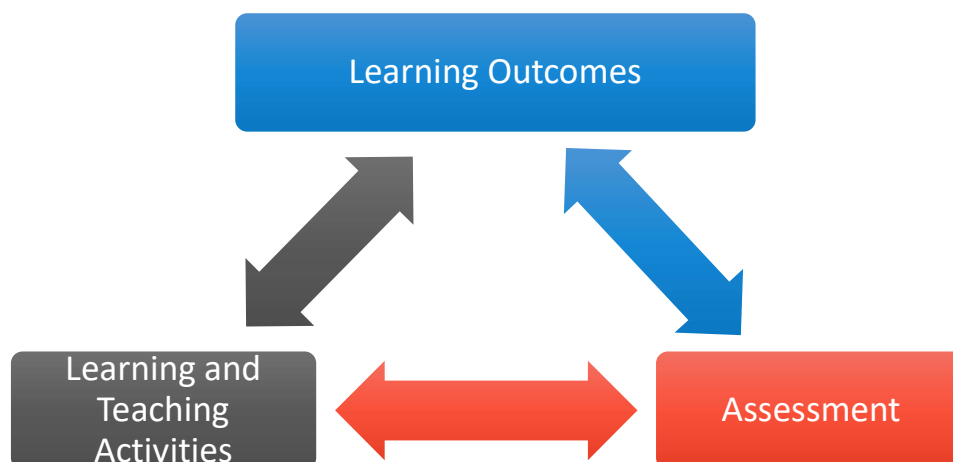 Learning Outcomes
Learning and
Teaching
Activities
Assessment